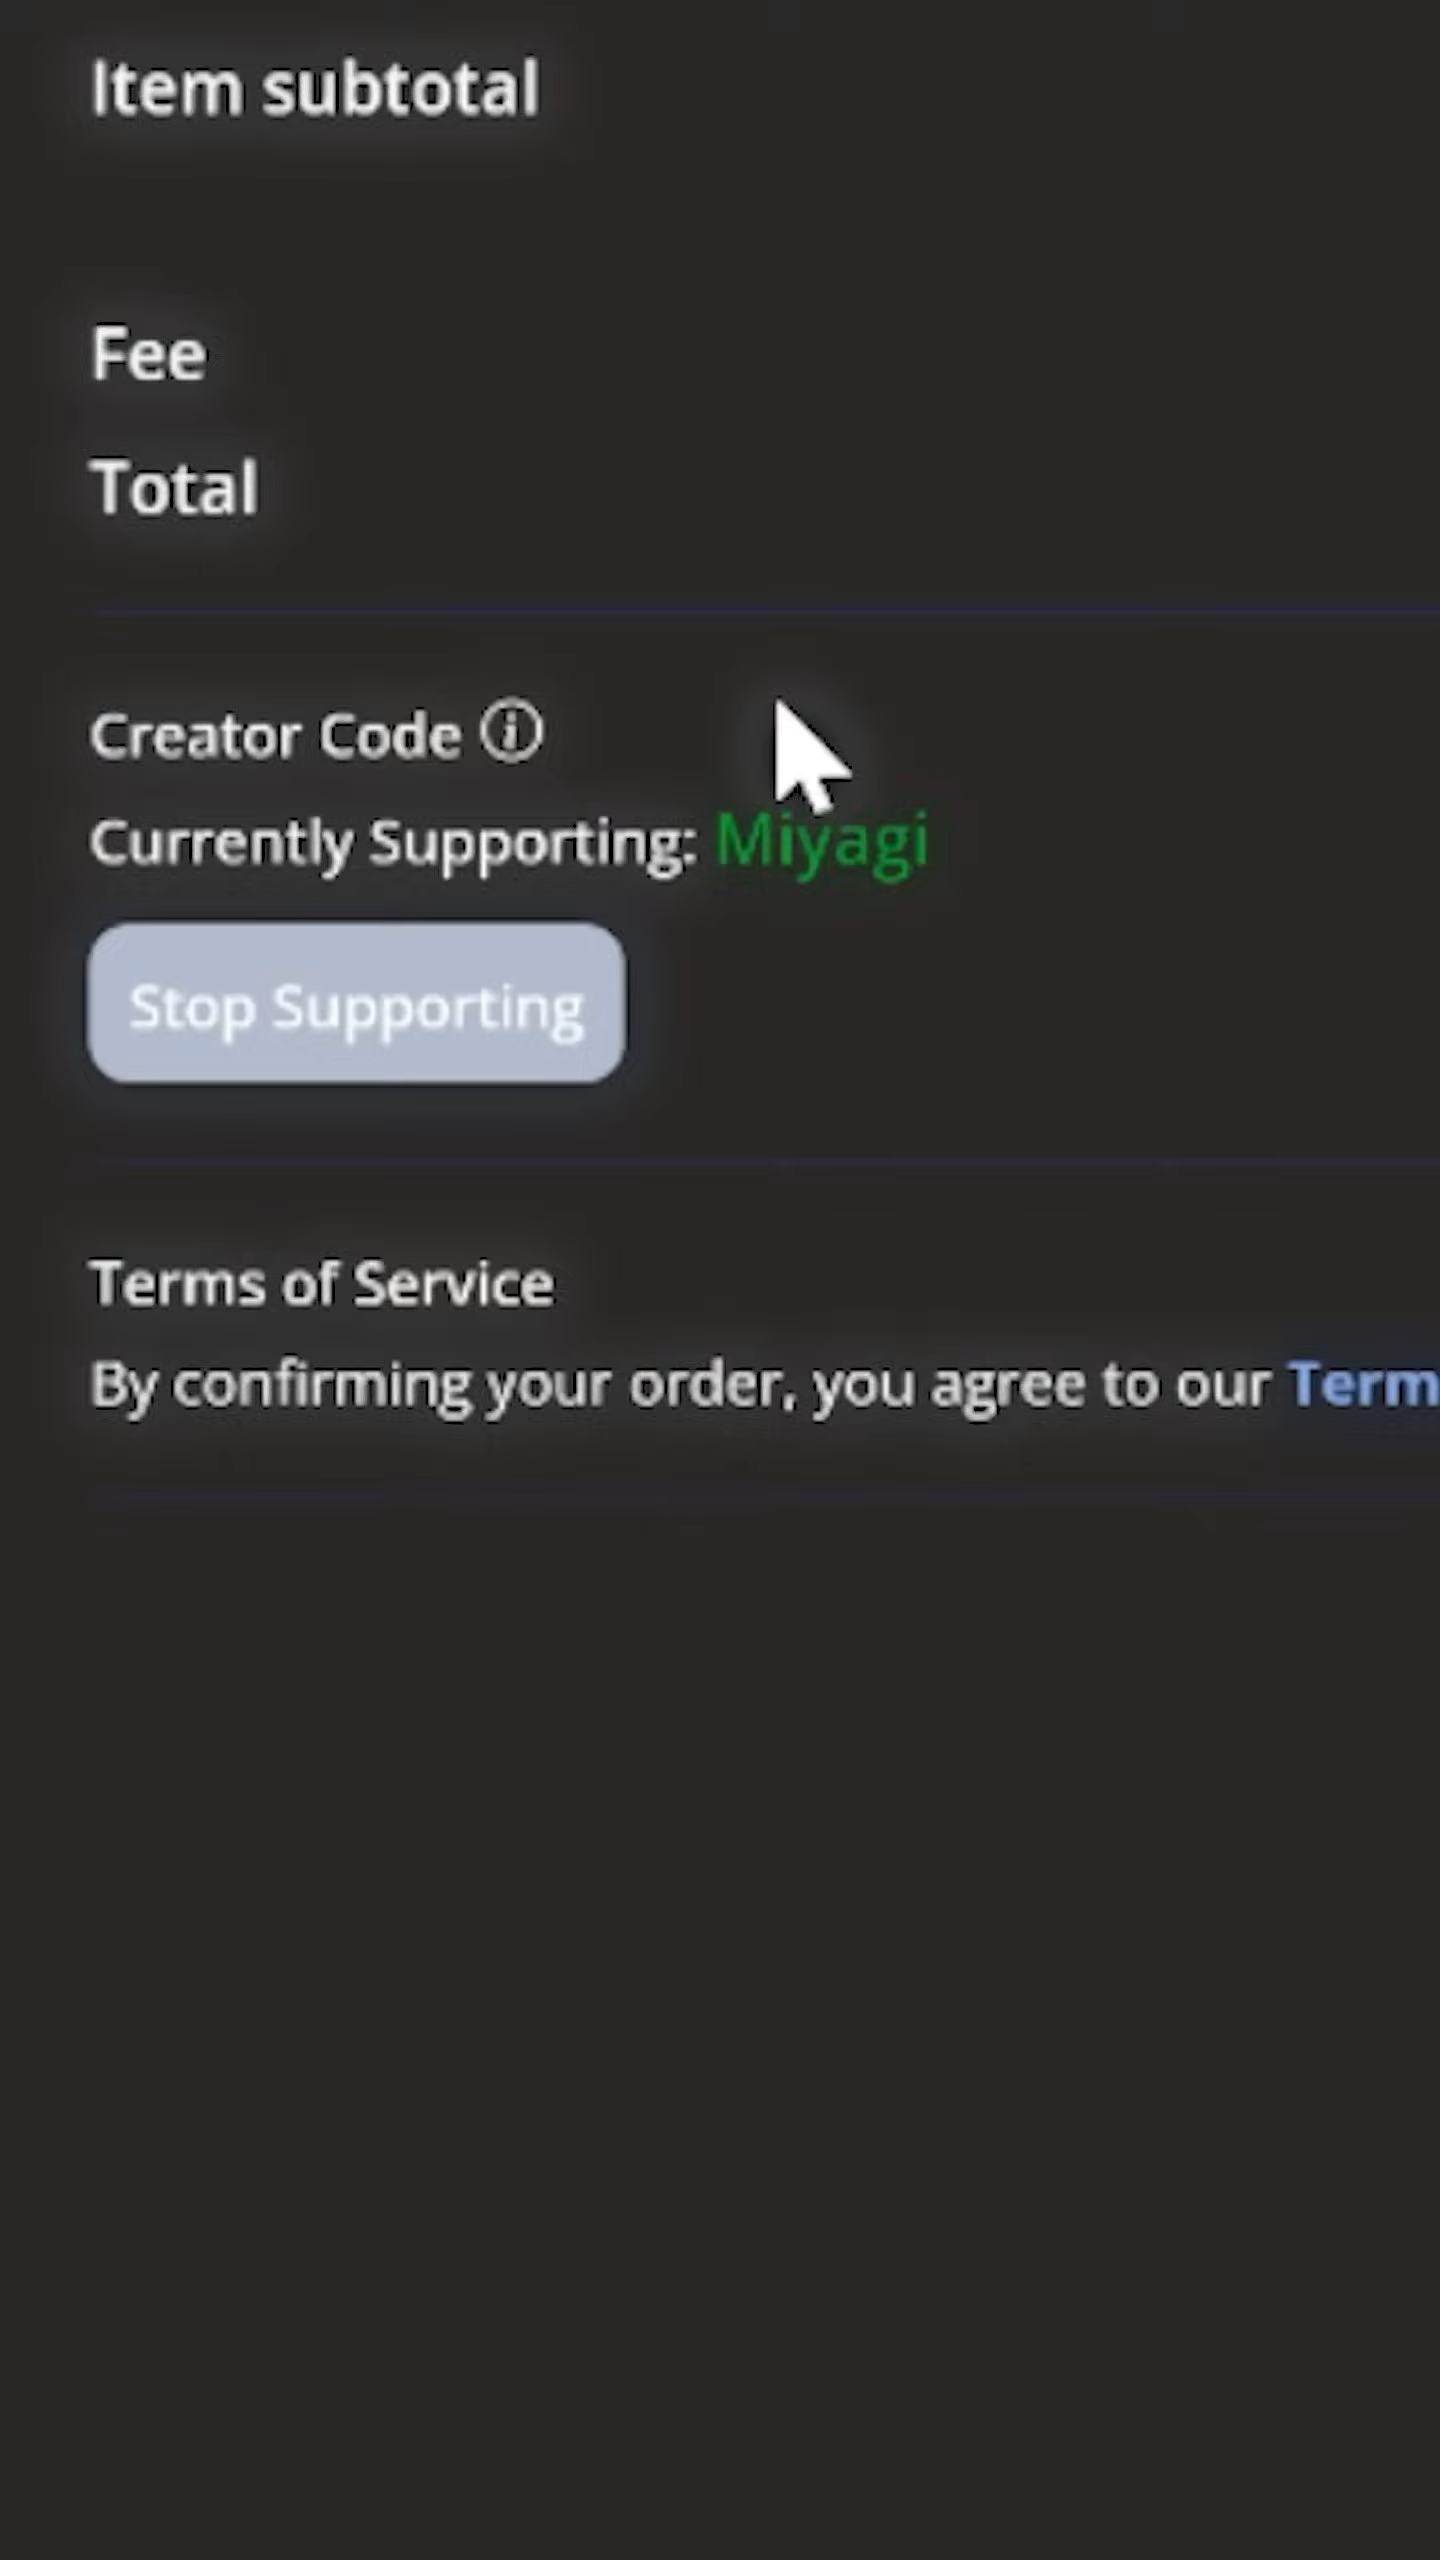 Item subtotal
Fee
Total
Creator Code
Currently Supporting: Miyagi
Stop Supporting
Terms of Service
By confirming your order, you agree to our Term